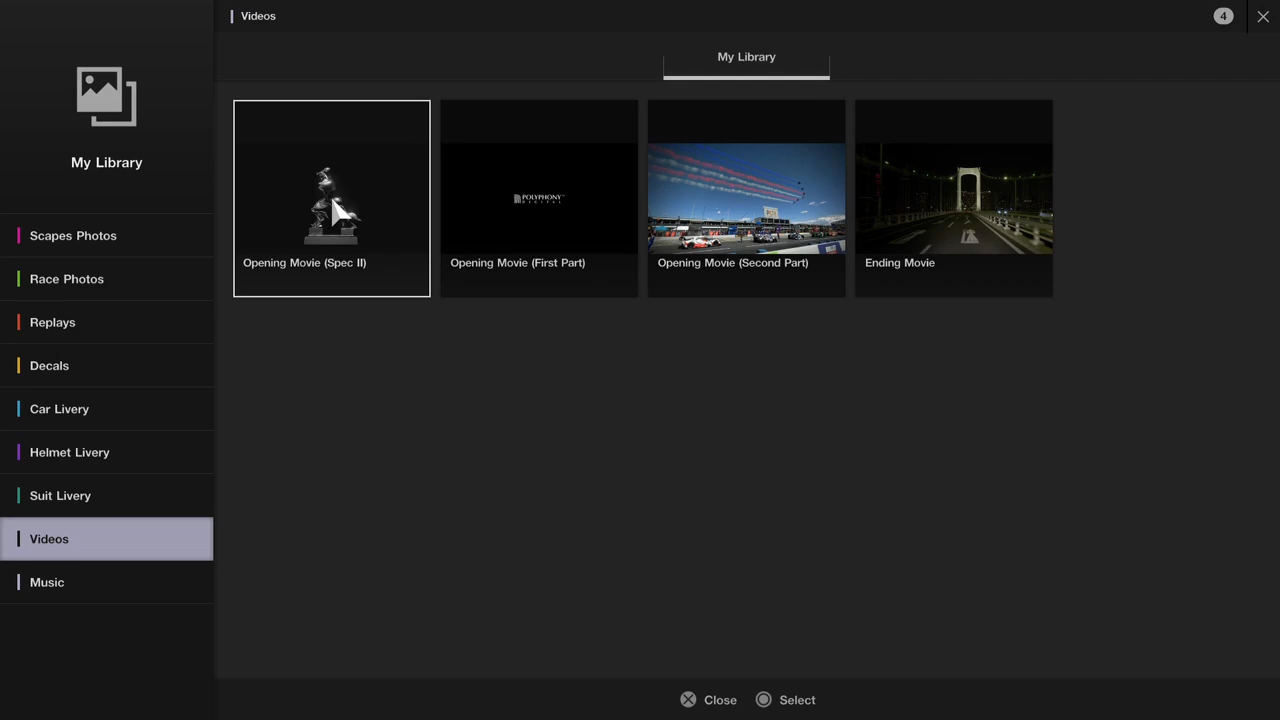 Videos
4
My Library
My Library
Scapes Photos
Race Photos
Replays
Decals
Car Livery
Helmet Livery
Suit Livery
Videos
Music
POLYPHONY
DIGITAL
Opening Movie (Spec II)
Opening Movie (First Part)
Opening Movie (Second Part)
Ending Movie
Close
Select